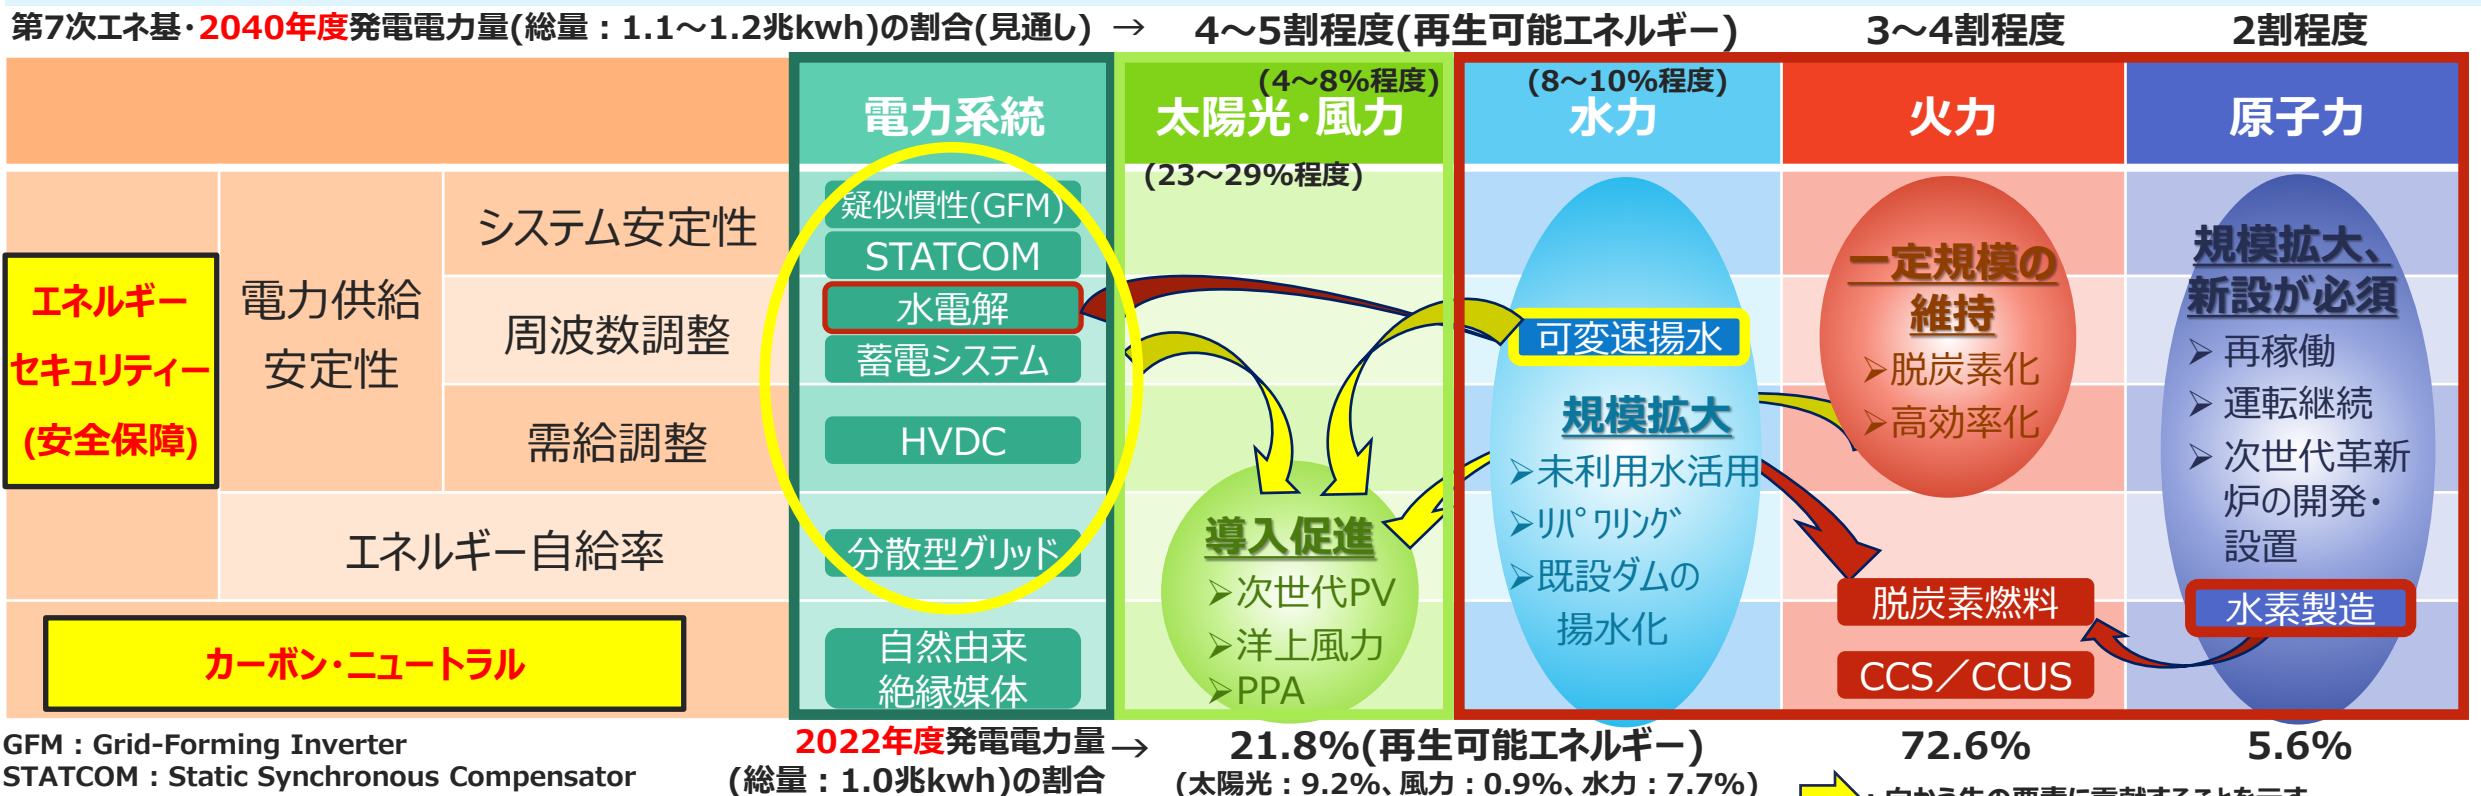 第7次エネ基・2040年度発電電力量(総量：1.1～1.2兆kwh)の割合(見通し) → 4～5割程度(再生可能エネルギー) 3～4割程度 2割程度
電力系統
(4～8%程度)
太陽光・風力
(23～29%程度)
(8～10%程度)
水力
火力
原子力
エネルギー
セキュリティー
(安全保障)
電力供給
安定性
システム安定性
周波数調整
需給調整
エネルギー自給率
カーボン・ニュートラル
疑似慣性(GFM)
STATCOM
水電解
蓄電システム
HVDC
分散型グリッド
自然由来
絶縁媒体
導入促進
➢次世代PV
➢洋上風力
➢PPA
可変速揚水
規模拡大
➢未利用水活用
➢ﾘﾊﾟﾜﾘﾝｸﾞ
➢既設ダムの
揚水化
一定規模の
維持
➢脱炭素化
➢高効率化
脱炭素燃料
CCS／CCUS
規模拡大、
新設が必須
➢再稼働
➢運転継続
➢次世代革新
炉の開発・
設置
水素製造
GFM：Grid-Forming Inverter
STATCOM：Static Synchronous Compensator
2022年度発電電力量→
(総量：1.0兆kwh)の割合
21.8%(再生可能エネルギー)
(太陽光：9.2%、風力：0.9%、水力：7.7%)
72.6%
5.6%